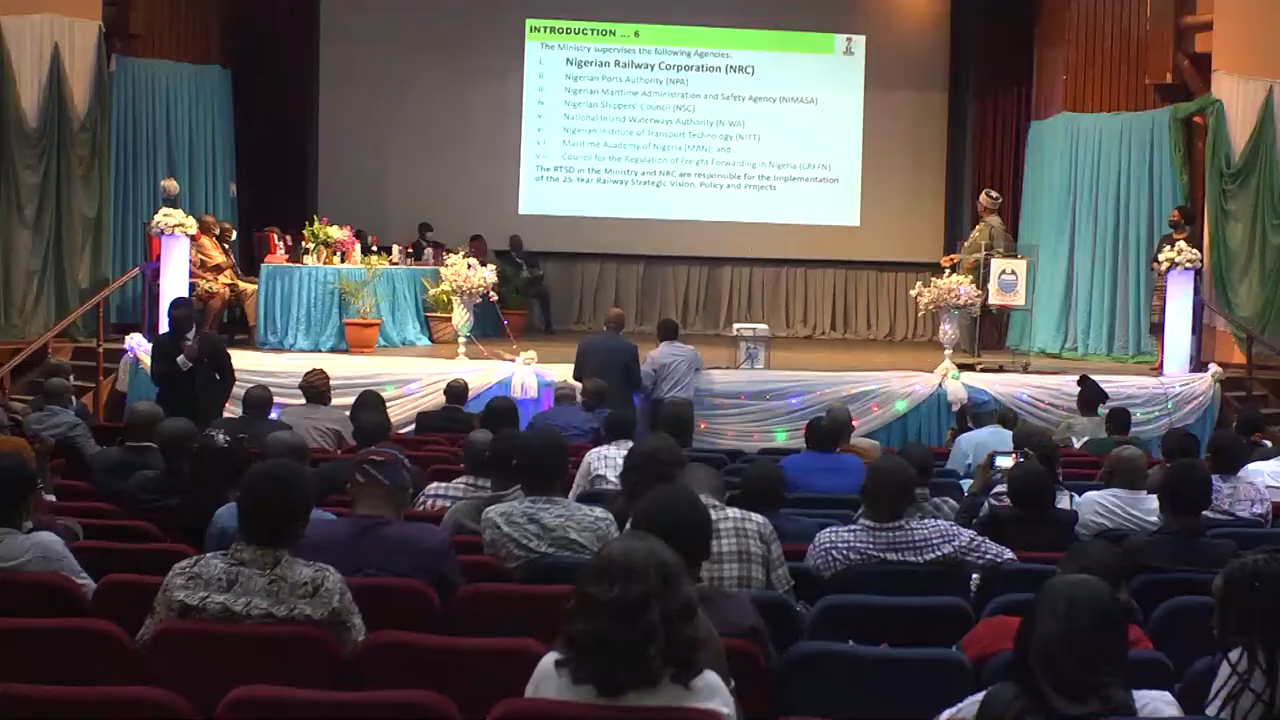 INTRODUCTION ... 6
The Ministry supervises the following Agencies:
i. Nigerian Railway Corporation (NRC)
ii. Nigerian Ports Authority (NPA)
iii. Nigerian Maritime Administration and Safety Agency (NIMASA)
iv. Nigerian Shippers' Council (NSC)
v. National Inland Waterways Authority (NIWA)
vi. Nigerian Institute of Transport Technology (NITT)
vii. Maritime Academy of Nigeria (MAN); and
viii. Council for the Regulation of Freight Forwarding in Nigeria (CRFFN)
The RTSD in the Ministry and NRC are responsible for the Implementation
of the 25-Year Railway Strategic Vision, Policy and Projects